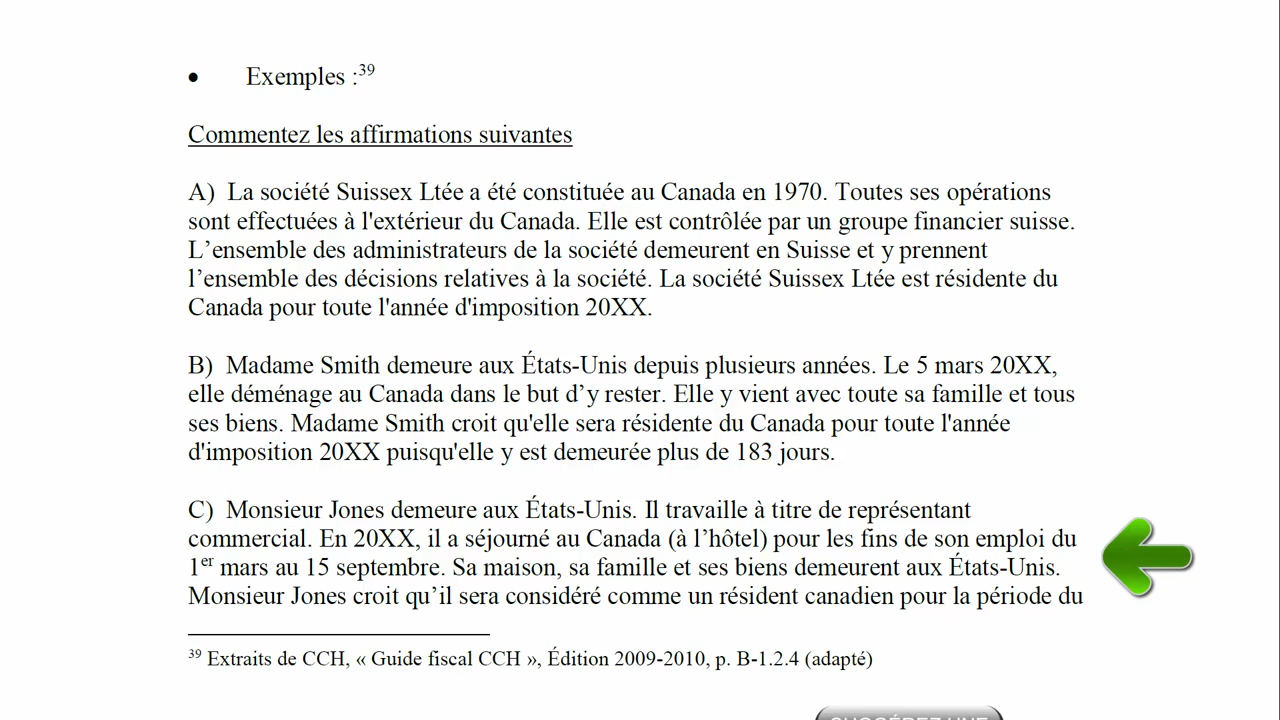 • Exemples :39
Commentez les affirmations suivantes
A) La société Suissex Ltée a été constituée au Canada en 1970. Toutes ses opérations
sont effectuées à l'extérieur du Canada. Elle est contrôlée par un groupe financier suisse.
L’ensemble des administrateurs de la société demeurent en Suisse et y prennent
l’ensemble des décisions relatives à la société. La société Suissex Ltée est résidente du
Canada pour toute l'année d'imposition 20XX.
B) Madame Smith demeure aux États-Unis depuis plusieurs années. Le 5 mars 20XX,
elle déménage au Canada dans le but d’y rester. Elle y vient avec toute sa famille et tous
ses biens. Madame Smith croit qu'elle sera résidente du Canada pour toute l'année
d'imposition 20XX puisqu'elle y est demeurée plus de 183 jours.
C) Monsieur Jones demeure aux États-Unis. Il travaille à titre de représentant
commercial. En 20XX, il a séjourné au Canada (à l’hôtel) pour les fins de son emploi du
1er mars au 15 septembre. Sa maison, sa famille et ses biens demeurent aux États-Unis.
Monsieur Jones croit qu’il sera considéré comme un résident canadien pour la période du
39 Extraits de CCH, « Guide fiscal CCH », Édition 2009-2010, p. B-1.2.4 (adapté)